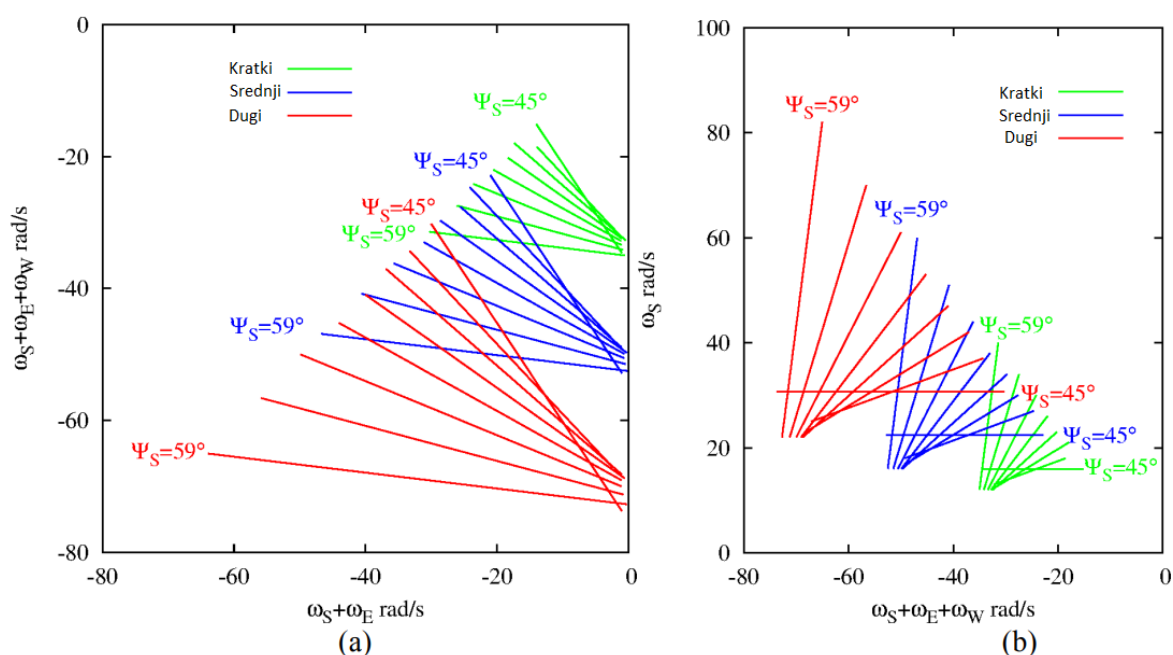 0
-20
-40
-60
-80
ω_S+ω_E+ω_W rad/s
Kratki
Srednji
Dugi
Ψ_S=45°
Ψ_S=45°
Ψ_S=45°
Ψ_S=59°
Ψ_S=59°
Ψ_S=59°
-80 -60 -40 -20 0
ω_S+ω_E rad/s
(a)
100
80
60
40
20
0
ω_S rad/s
Kratki
Srednji
Dugi
Ψ_S=59°
Ψ_S=59°
Ψ_S=59°
Ψ_S=45°
Ψ_S=45°
Ψ_S=45°
-80 -60 -40 -20 0
ω_S+ω_E+ω_W rad/s
(b)